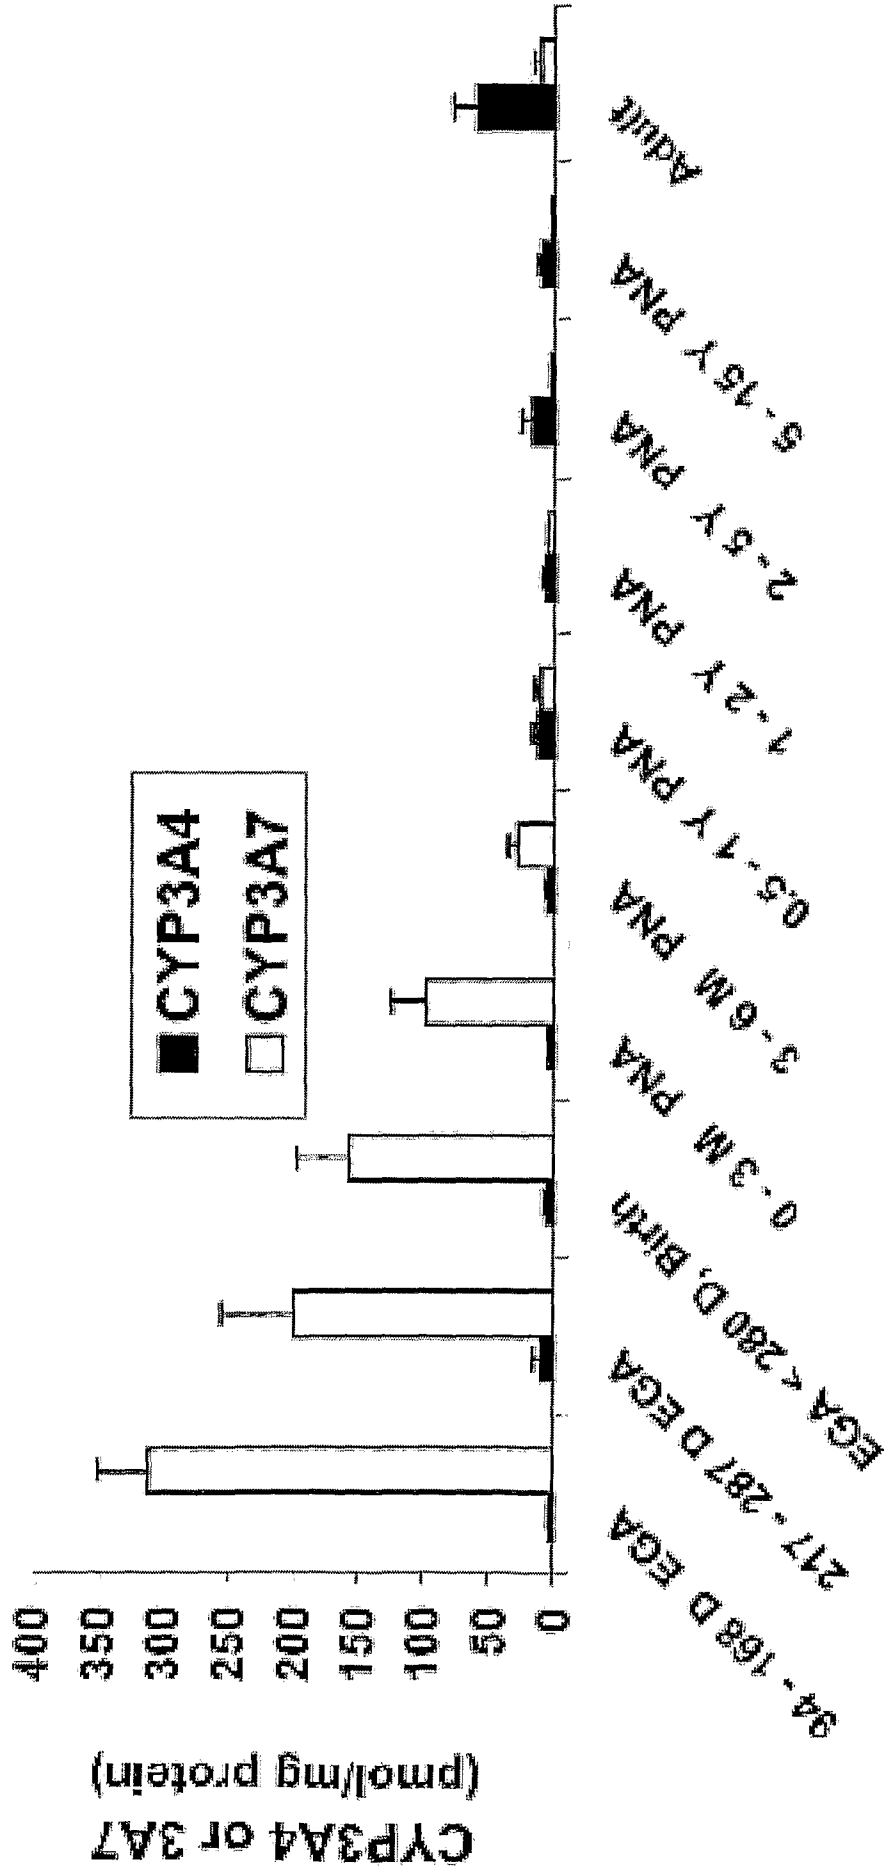 CYP3A4 or 3A7
(pmol/mg protein)
400
350
300
250
200
150
100
50
0
CYP3A4
CYP3A7
94 - 168 D EGA
217 - 287 D EGA
EGA < 280 D, Birth
0 - 3 M PNA
3 - 6 M PNA
0.5 - 1 Y PNA
1 - 2 Y PNA
2 - 5 Y PNA
5 - 15 Y PNA
Adult